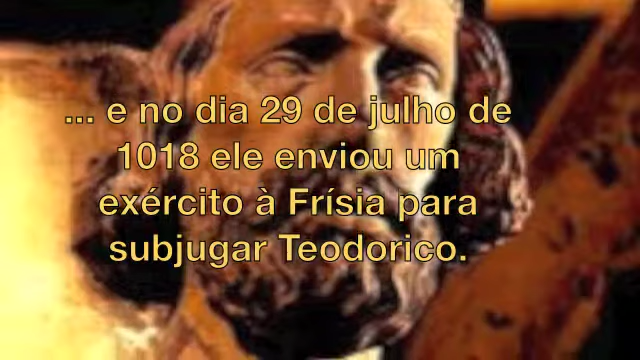 ... e no dia 29 de julho de
1018 ele enviou um
exército à Frísia para
subjugar Teodorico.